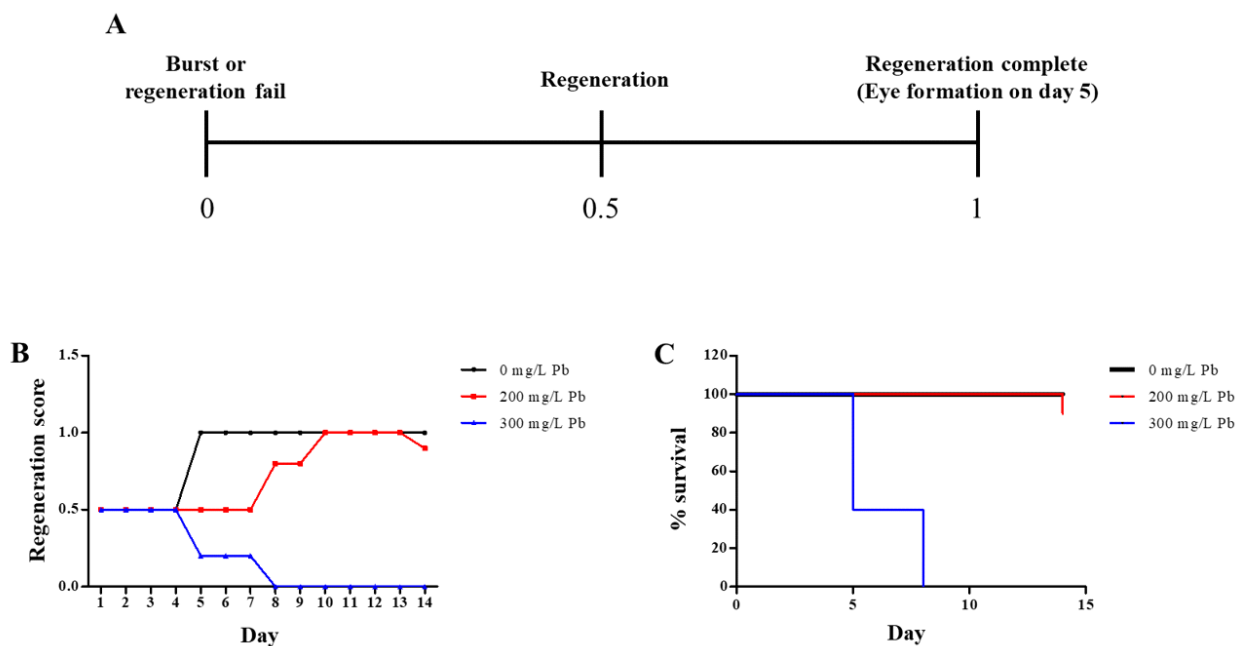 A
Burst or
regeneration fail
Regeneration
Regeneration complete
(Eye formation on day 5)
0
0.5
1
B
Regeneration score
1.5
1.0
0.5
0.0
1 2 3 4 5 6 7 8 9 10 11 12 13 14
Day
0 mg/L Pb
200 mg/L Pb
300 mg/L Pb
C
% survival
120
100
80
60
40
20
0
0 5 10 15
Day
0 mg/L Pb
200 mg/L Pb
300 mg/L Pb